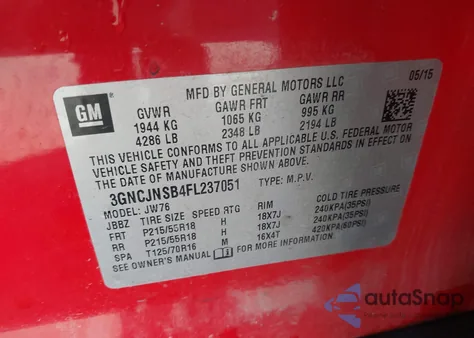 GM
MFD BY GENERAL MOTORS LLC 05/15
GVWR GAWR FRT GAWR RR
1944 KG 1065 KG 995 KG
4286 LB 2348 LB 2194 LB
THIS VEHICLE CONFORMS TO ALL APPLICABLE U.S. FEDERAL MOTOR
VEHICLE SAFETY, BUMPER, AND THEFT PREVENTION STANDARDS IN EFFECT ON
THE DATE OF MANUFACTURE SHOWN ABOVE.
3GNCJNSB4FL237051 TYPE: M.P.V.
MODEL: JW76
JBBZ TIRE SIZE SPEED RTG RIM COLD TIRE PRESSURE
FRT P215/55R18 H 18X7J 240KPA(35PSI)
RR P215/55R18 H 18X7J 240KPA(35PSI)
SPA T125/70R16 M 16X4T 420KPA(60PSI)
SEE OWNER'S MANUAL FOR MORE INFORMATION.
autoSnap